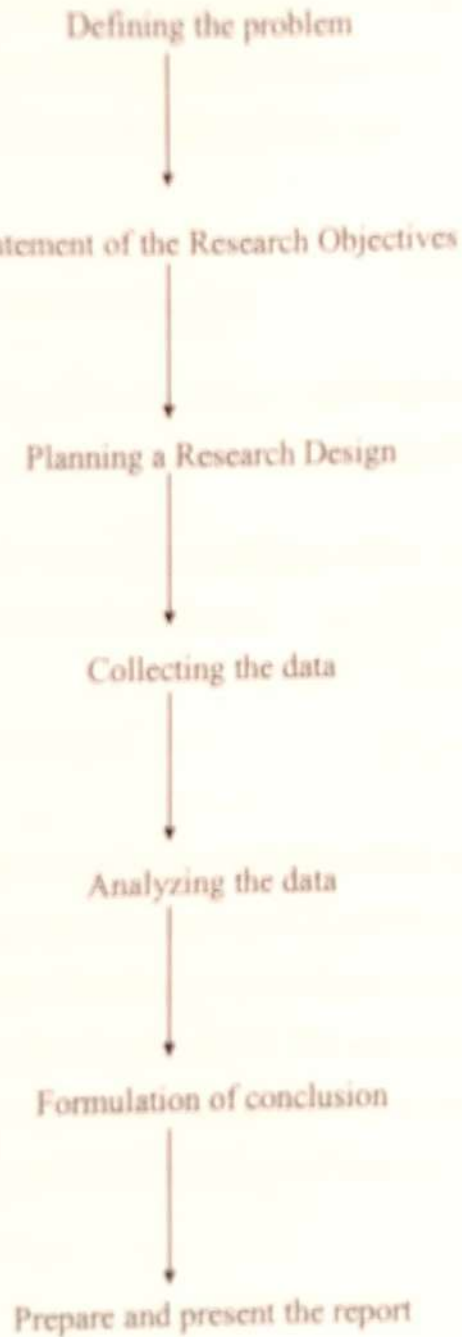 Defining the problem
atement of the Research Objectives
Planning a Research Design
Collecting the data
Analyzing the data
Formulation of conclusion
Prepare and present the report